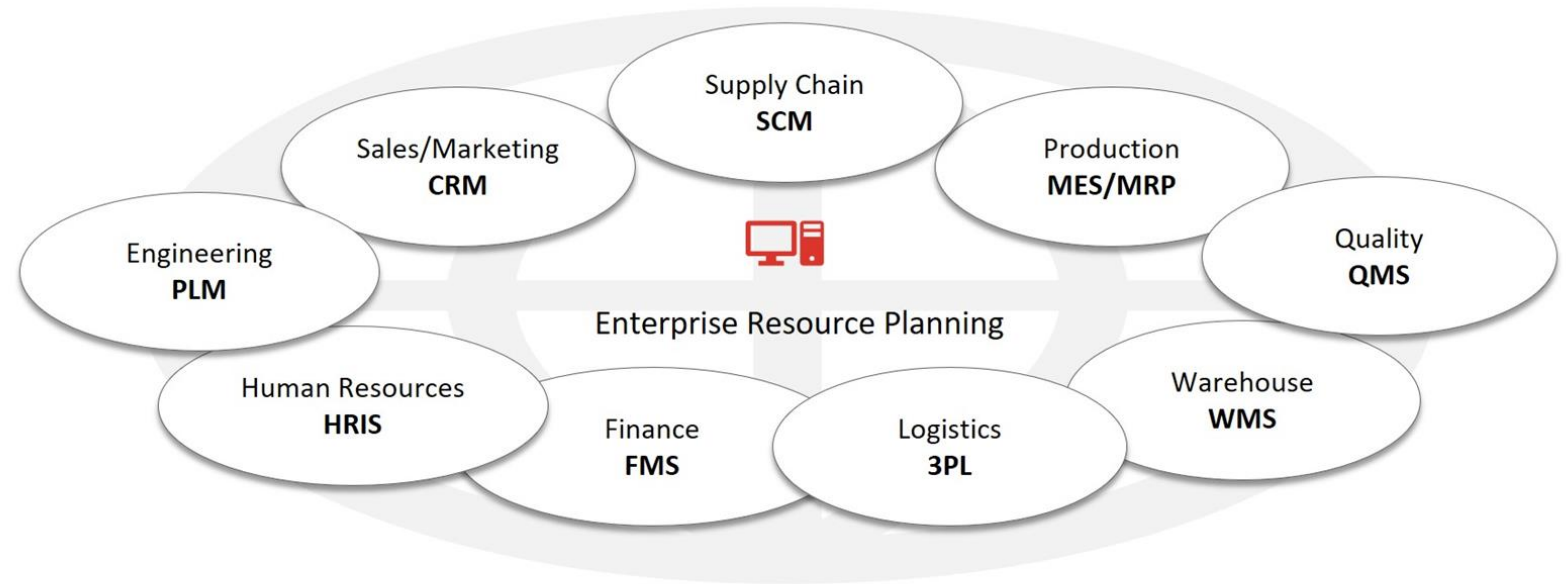 Supply Chain
SCM
Sales/Marketing
CRM
Production
MES/MRP
Engineering
PLM
Quality
QMS
Enterprise Resource Planning
Human Resources
HRIS
Finance
FMS
Logistics
3PL
Warehouse
WMS